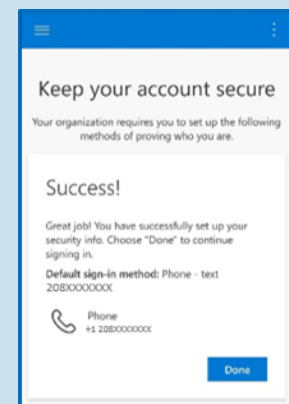 Keep your account secure
Your organization requires you to set up the following
methods of proving who you are.
Success!
Great job! You have successfully set up your
security info. Choose "Done" to continue
signing in.
Default sign-in method: Phone - text
208XXXXXXX
Phone
+1 208XXXXXXX
Done